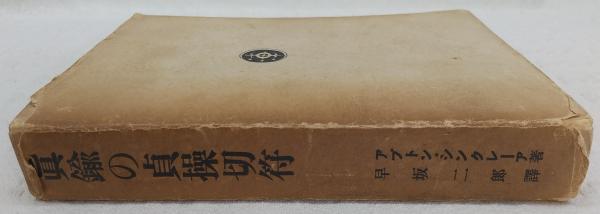 真鍮の貞操切符
アプトン・シンクレーア著
早坂二郎譯